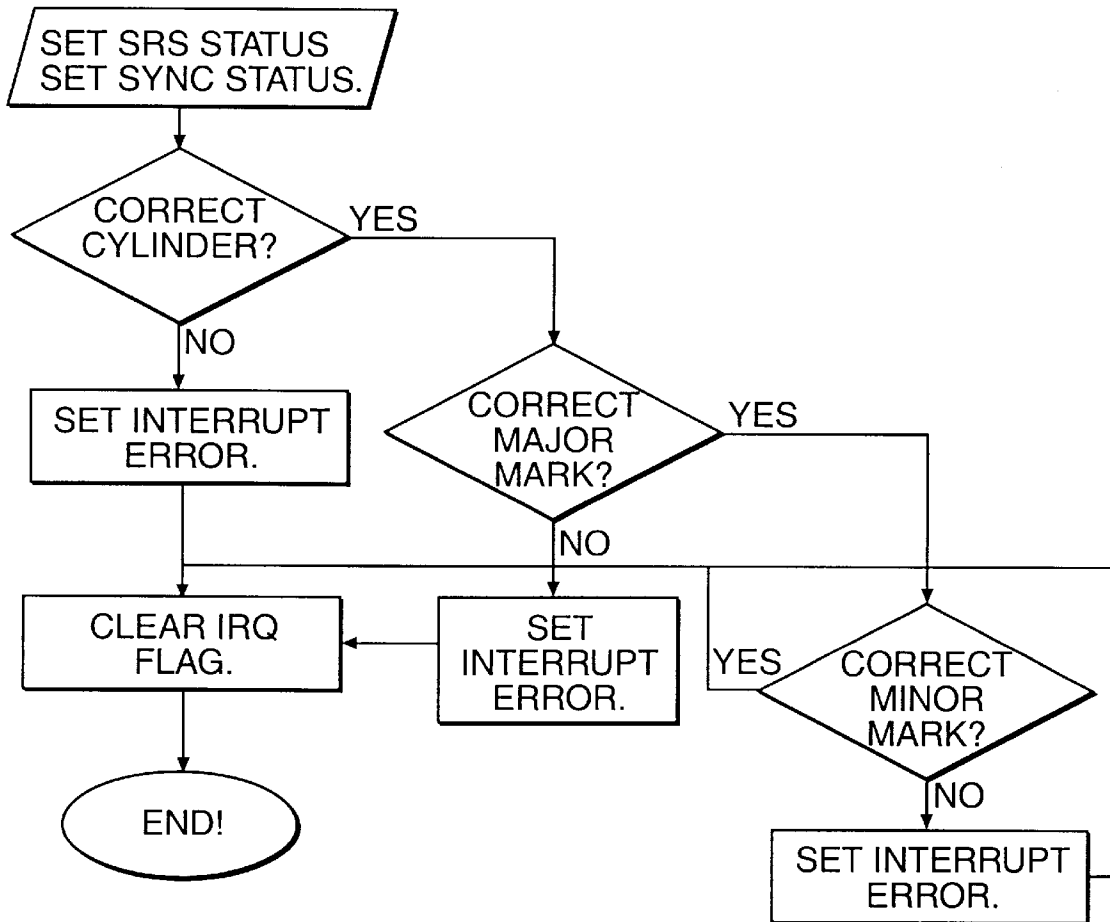 SET SRS STATUS
SET SYNC STATUS.
CORRECT
CYLINDER?
YES
NO
SET INTERRUPT
ERROR.
CORRECT
MAJOR
MARK?
YES
NO
CLEAR IRQ
FLAG.
SET
INTERRUPT
ERROR.
YES
CORRECT
MINOR
MARK?
NO
END!
SET INTERRUPT
ERROR.